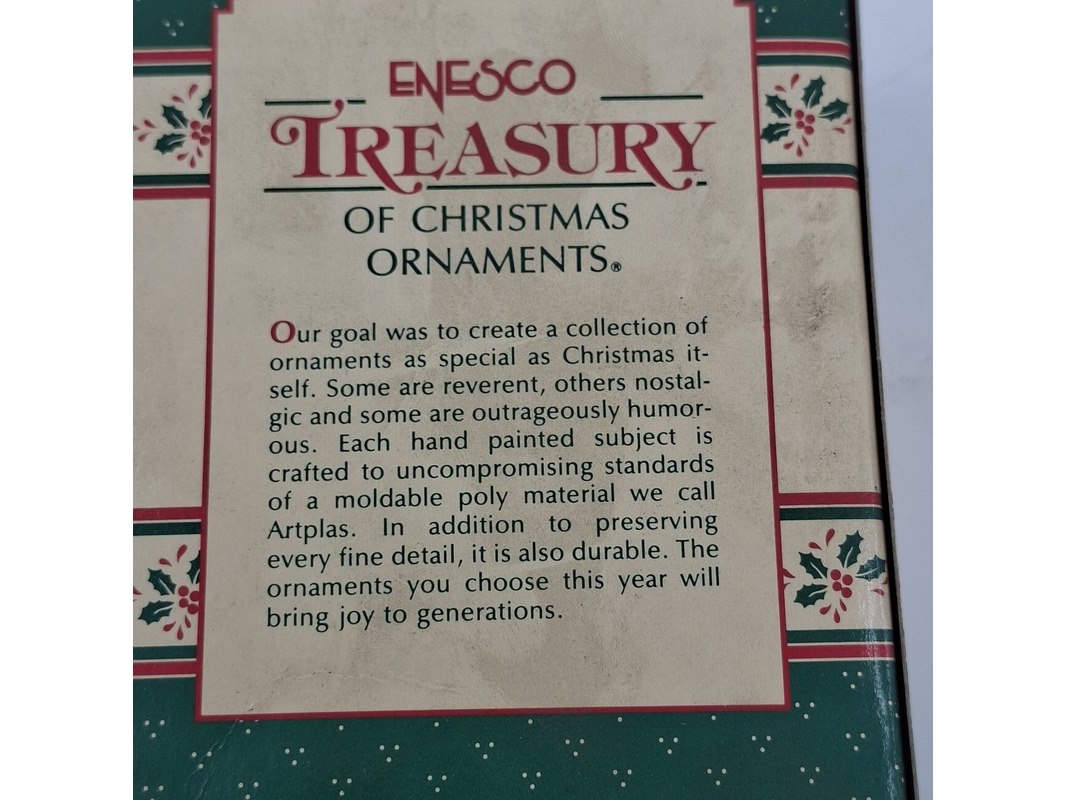 ENESCO
TREASURY
OF CHRISTMAS
ORNAMENTS®
Our goal was to create a collection of
ornaments as special as Christmas it-
self. Some are reverent, others nostal-
gic and some are outrageously humor-
ous. Each hand painted subject is
crafted to uncompromising standards
of a moldable poly material we call
Artplas. In addition to preserving
every fine detail, it is also durable. The
ornaments you choose this year will
bring joy to generations.